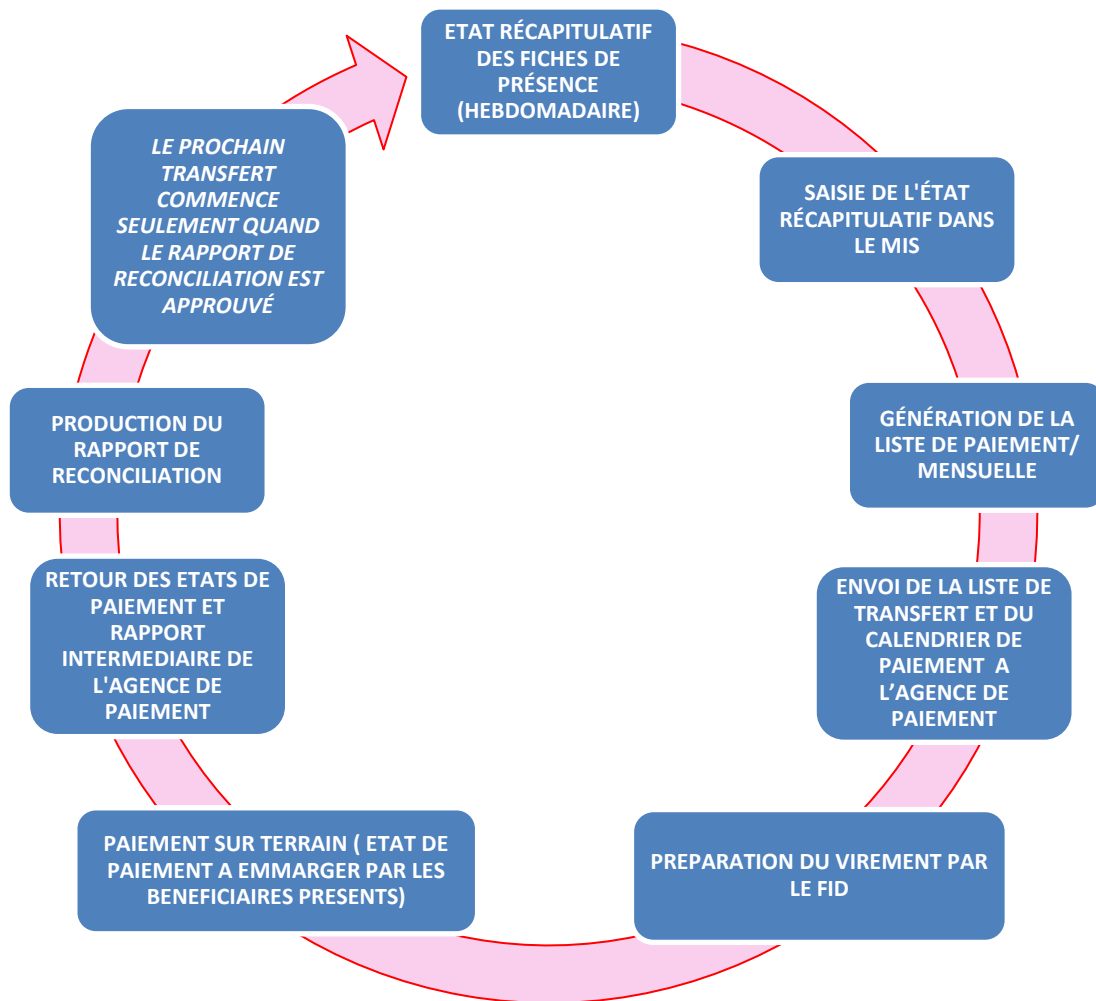 ETAT RÉCAPITULATIF
DES FICHES DE
PRÉSENCE
(HEBDOMADAIRE)
SAISIE DE L'ÉTAT
RÉCAPITULATIF DANS
LE MIS
GÉNÉRATION DE LA
LISTE DE PAIEMENT/
MENSUELLE
ENVOI DE LA LISTE DE
TRANSFERT ET DU
CALENDRIER DE
PAIEMENT A
L’AGENCE DE
PAIEMENT
PREPARATION DU VIREMENT PAR
LE FID
PAIEMENT SUR TERRAIN ( ETAT DE
PAIEMENT A EMMARGER PAR LES
BENEFICIAIRES PRESENTS)
RETOUR DES ETATS DE
PAIEMENT ET
RAPPORT
INTERMEDIAIRE DE
L'AGENCE DE
PAIEMENT
PRODUCTION DU
RAPPORT DE
RECONCILIATION
LE PROCHAIN
TRANSFERT
COMMENCE
SEULEMENT QUAND
LE RAPPORT DE
RECONCILIATION EST
APPROUVÉ